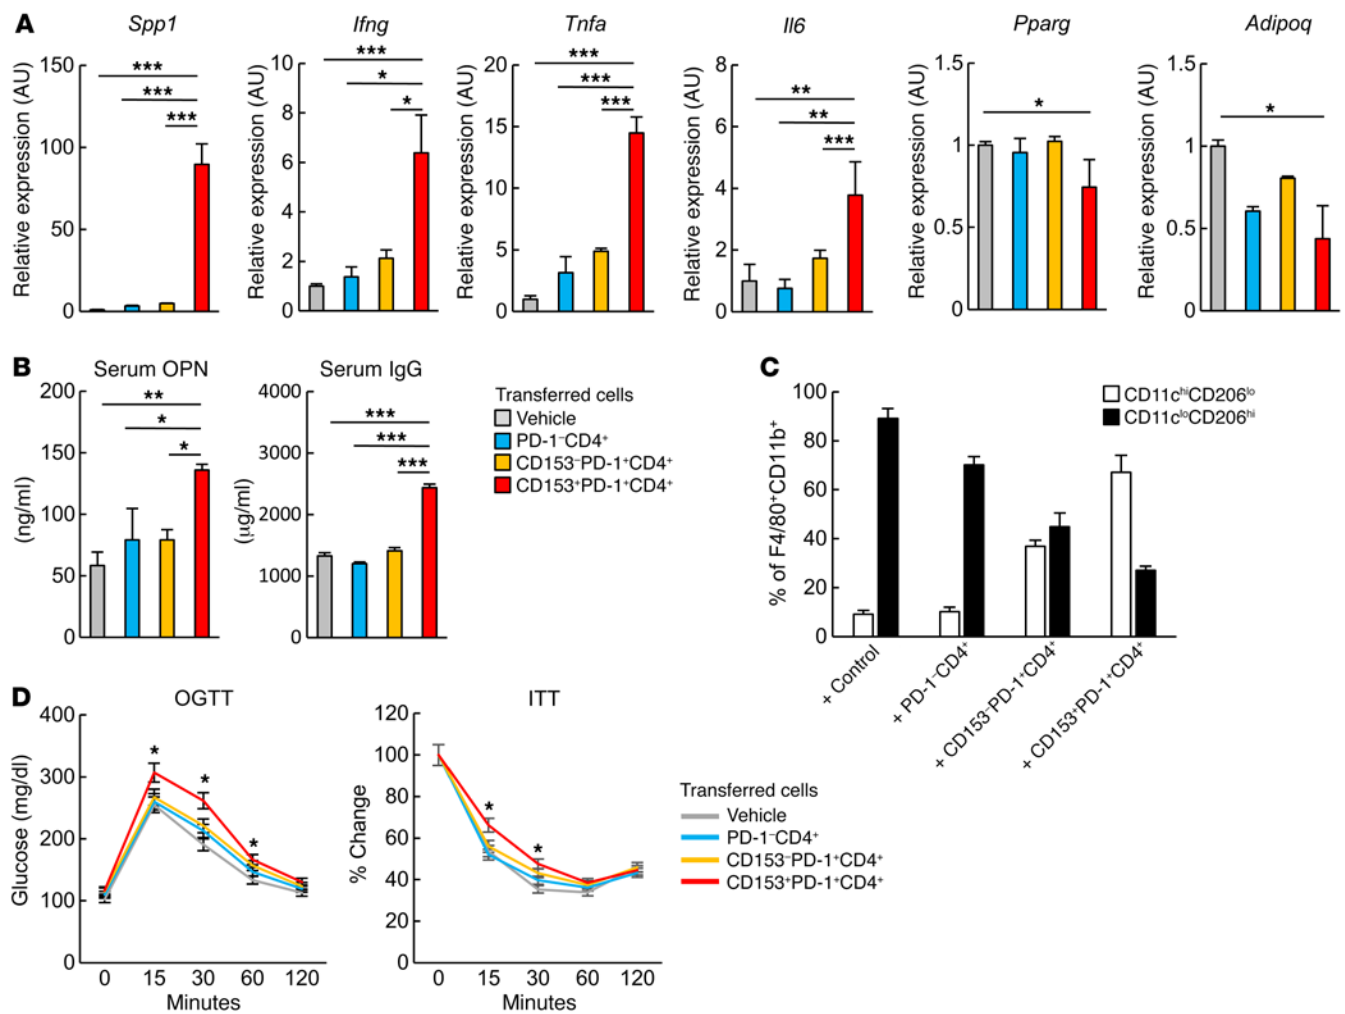 A
Spp1
Ifng
Tnfa
Il6
Pparg
Adipoq
Relative expression (AU)
150
100
50
0
***
***
***
Relative expression (AU)
10
8
6
4
2
0
***
*
*
Relative expression (AU)
20
15
10
5
0
***
***
***
Relative expression (AU)
8
6
4
2
0
**
**
***
Relative expression (AU)
1.5
1
0.5
0
*
Relative expression (AU)
1.5
1
0.5
0
*
B
Serum OPN
(ng/ml)
200
150
100
50
0
**
*
*
Serum IgG
(μg/ml)
4000
3000
2000
1000
0
***
***
***
Transferred cells
Vehicle
PD-1⁻CD4⁺
CD153⁻PD-1⁺CD4⁺
CD153⁺PD-1⁺CD4⁺
C
% of F4/80⁺CD11b⁺
100
80
60
40
20
0
CD11cʰⁱCD206ˡᵒ
CD11cˡᵒCD206ʰⁱ
+ Control
+ PD-1⁻CD4⁺
+ CD153⁻PD-1⁺CD4⁺
+ CD153⁺PD-1⁺CD4⁺
D
OGTT
Glucose (mg/dl)
400
300
200
100
0
*
*
*
0 15 30 60 120
Minutes
ITT
% Change
120
100
80
60
40
20
0
*
*
0 15 30 60 120
Minutes
Transferred cells
Vehicle
PD-1⁻CD4⁺
CD153⁻PD-1⁺CD4⁺
CD153⁺PD-1⁺CD4⁺